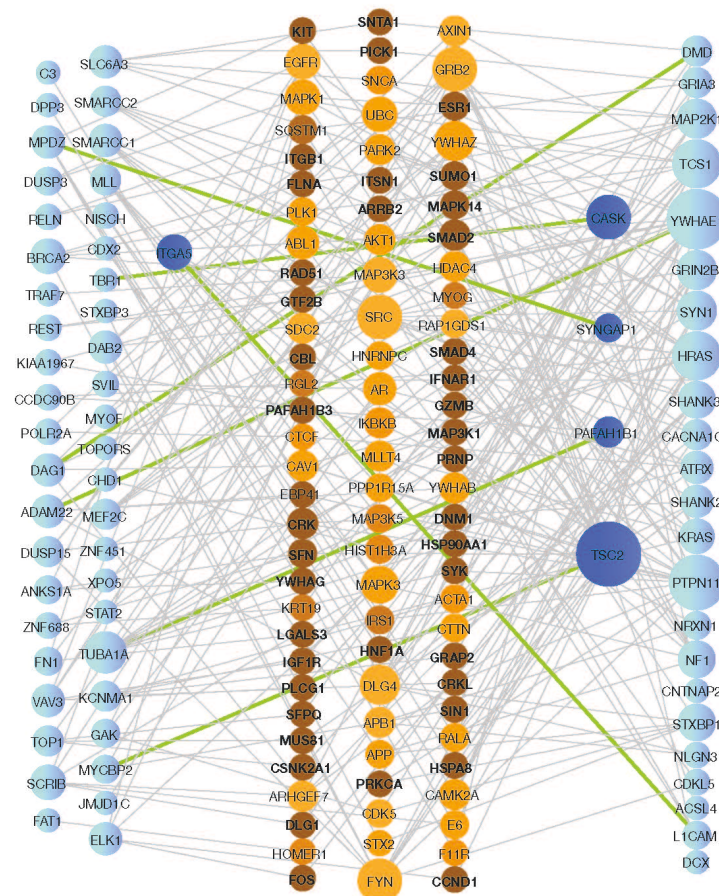 C3
DPP3
MPDZ
DUSP3
RELN
BRCA2
TRAF7
REST
KIAA1967
CCDC90B
POLR2A
DAG1
ADAM22
DUSP15
ANKS1A
ZNF688
FN1
VAV3
TOP1
SCRIB
FAT1
SLC6A3
SMARCC2
SMARCC1
MLL
NISCH
CDX2
TBR1
STXBP3
DAB2
SVIL
MYOF
TOPORS
CHD1
MEF2C
ZNF451
XPO5
STAT2
TUBA1A
KCNMA1
GAK
MYCBP2
JMJD1C
ELK1
ITGA5
KIT
EGFR
MAPK1
SQSTM1
ITGB1
FLNA
PLK1
ABL1
RAD51
GTF2B
SDC2
CBL
RGL2
PAFAH1B3
CTCF
CAV1
EBP41
CRK
SFN
YWHAG
KRT19
LGALS3
IGF1R
PLCG1
SFPQ
MUS81
CSNK2A1
ARHGEF7
DLG1
HOMER1
FOS
SNTA1
PICK1
SNCA
UBC
PARK2
ITSN1
ARRB2
AKT1
MAP3K3
SRC
HNRNPC
AR
IKBKB
MLLT4
PPP1R15A
MAP3K5
HIST1H3A
MAPK3
IRS1
HNF1A
DLG4
APB1
APP
PRKCA
CDK5
STX2
FYN
AXIN1
GRB2
ESR1
YWHAZ
SUMO1
MAPK14
SMAD2
HDAC4
MYOG
RAP1GDS1
SMAD4
IFNAR1
GZMB
MAP3K1
PRNP
YWHAB
DNM1
HSP90AA1
SYK
ACTA1
CTTN
GRAP2
CRKL
SIN1
RALA
HSPA8
CAMK2A
E6
F11R
CCND1
CASK
SYNGAP1
PAFAH1B1
TSC2
DMD
GRIA3
MAP2K1
TCS1
YWHAE
GRIN2B
SYN1
HRAS
SHANK3
CACNA1C
ATRX
SHANK2
KRAS
PTPN11
NRXN1
NF1
CNTNAP2
STXBP1
NLGN3
CDKL5
ACSL4
L1CAM
DCX